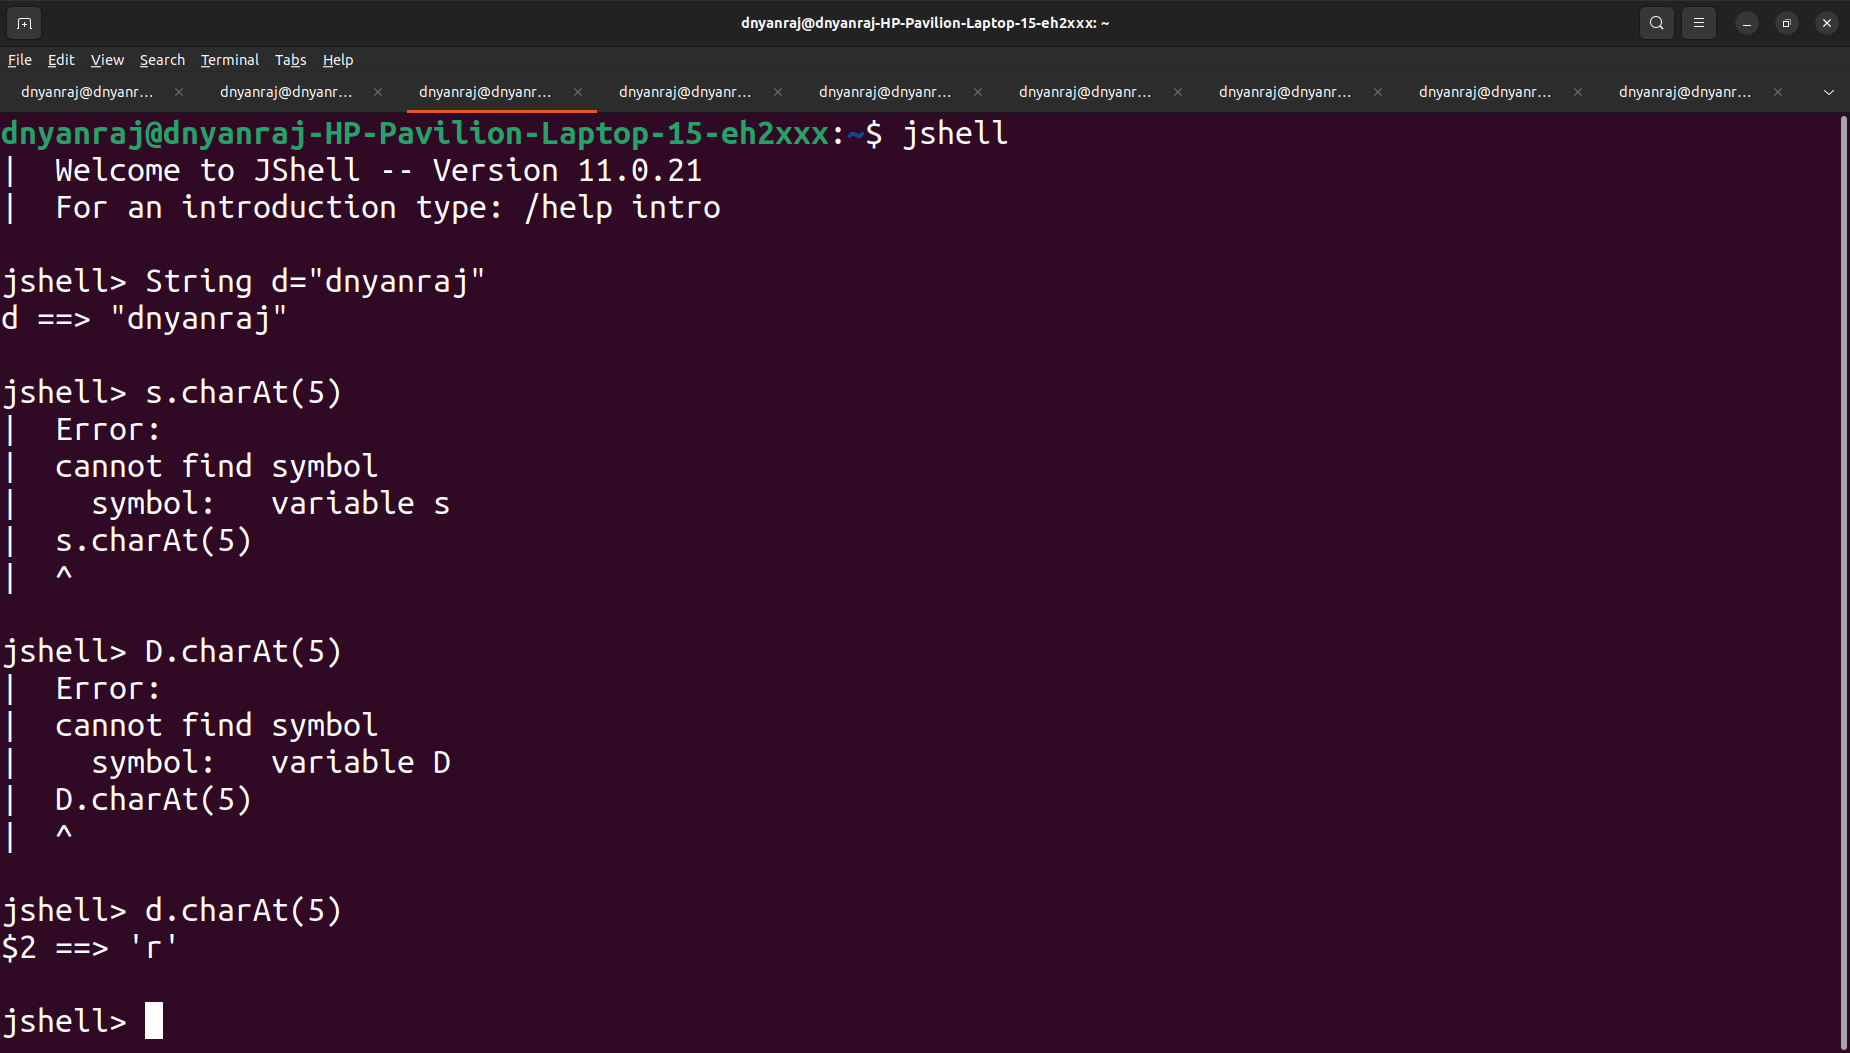 dnyanraj@dnyanraj-HP-Pavilion-Laptop-15-eh2xxx: ~
File Edit View Search Terminal Tabs Help
dnyanraj@dnyanr... × dnyanraj@dnyanr... × dnyanraj@dnyanr... × dnyanraj@dnyanr... × dnyanraj@dnyanr... × dnyanraj@dnyanr... × dnyanraj@dnyanr... × dnyanraj@dnyanr... × dnyanraj@dnyanr... ×
dnyanraj@dnyanraj-HP-Pavilion-Laptop-15-eh2xxx:~$ jshell
|  Welcome to JShell -- Version 11.0.21
|  For an introduction type: /help intro
jshell> String d="dnyanraj"
d ==> "dnyanraj"
jshell> s.charAt(5)
|  Error:
|  cannot find symbol
|    symbol:   variable s
|  s.charAt(5)
|  ^
jshell> D.charAt(5)
|  Error:
|  cannot find symbol
|    symbol:   variable D
|  D.charAt(5)
|  ^
jshell> d.charAt(5)
$2 ==> 'r'
jshell>